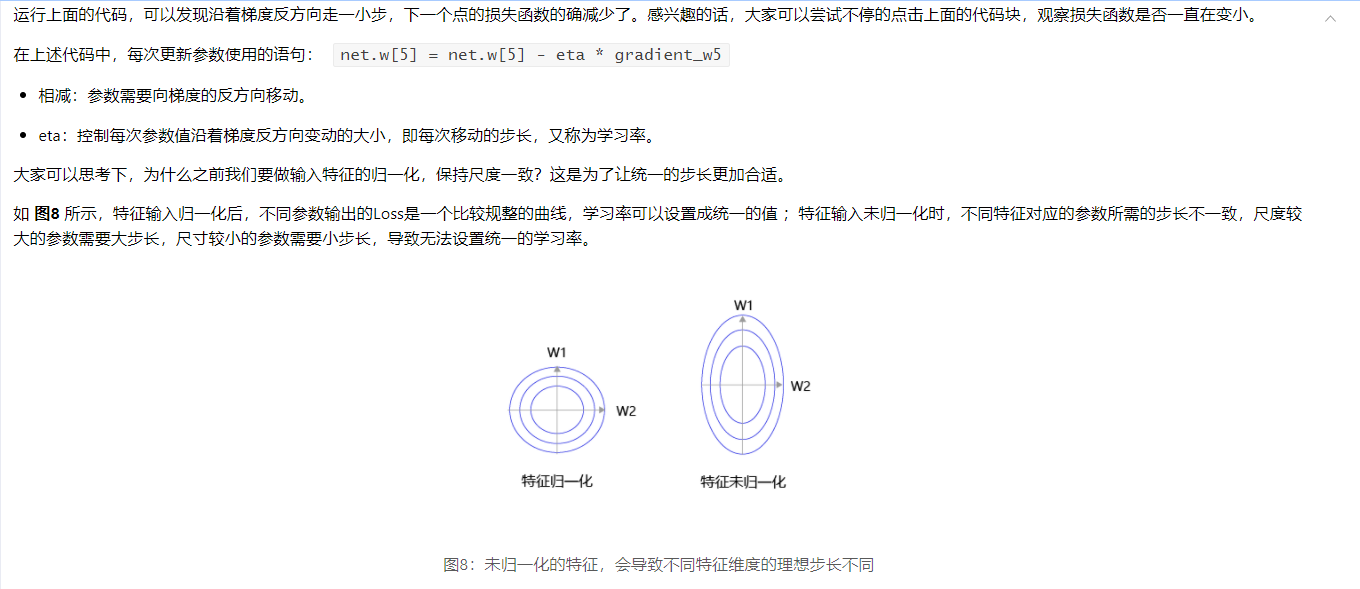 运行上面的代码，可以发现沿着梯度反方向走一小步，下一个点的损失函数的确减少了。感兴趣的话，大家可以尝试不停的点击上面的代码块，观察损失函数是否一直在变小。
在上述代码中，每次更新参数使用的语句： net.w[5] = net.w[5] - eta * gradient_w5
• 相减：参数需要向梯度的反方向移动。
• eta：控制每次参数值沿着梯度反方向变动的大小，即每次移动的步长，又称为学习率。
大家可以思考下，为什么之前我们要做输入特征的归一化，保持尺度一致？这是为了让统一的步长更加合适。
如 图8 所示，特征输入归一化后，不同参数输出的Loss是一个比较规整的曲线，学习率可以设置成统一的值 ；特征输入未归一化时，不同特征对应的参数所需的步长不一致，尺度较
大的参数需要大步长，尺寸较小的参数需要小步长，导致无法设置统一的学习率。
W1
W2
特征归一化
W1
W2
特征未归一化
图8：未归一化的特征，会导致不同特征维度的理想步长不同